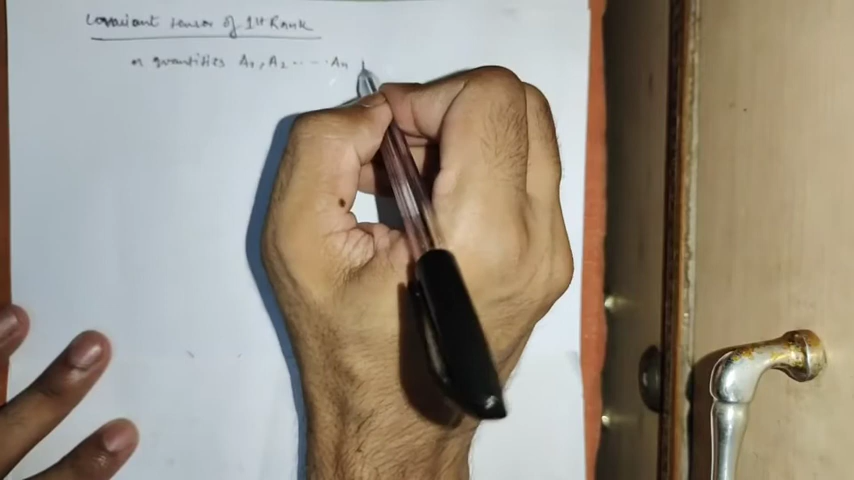 Covariant tensor of 1st Rank
n quantities A₁, A₂ ..... Aₙ